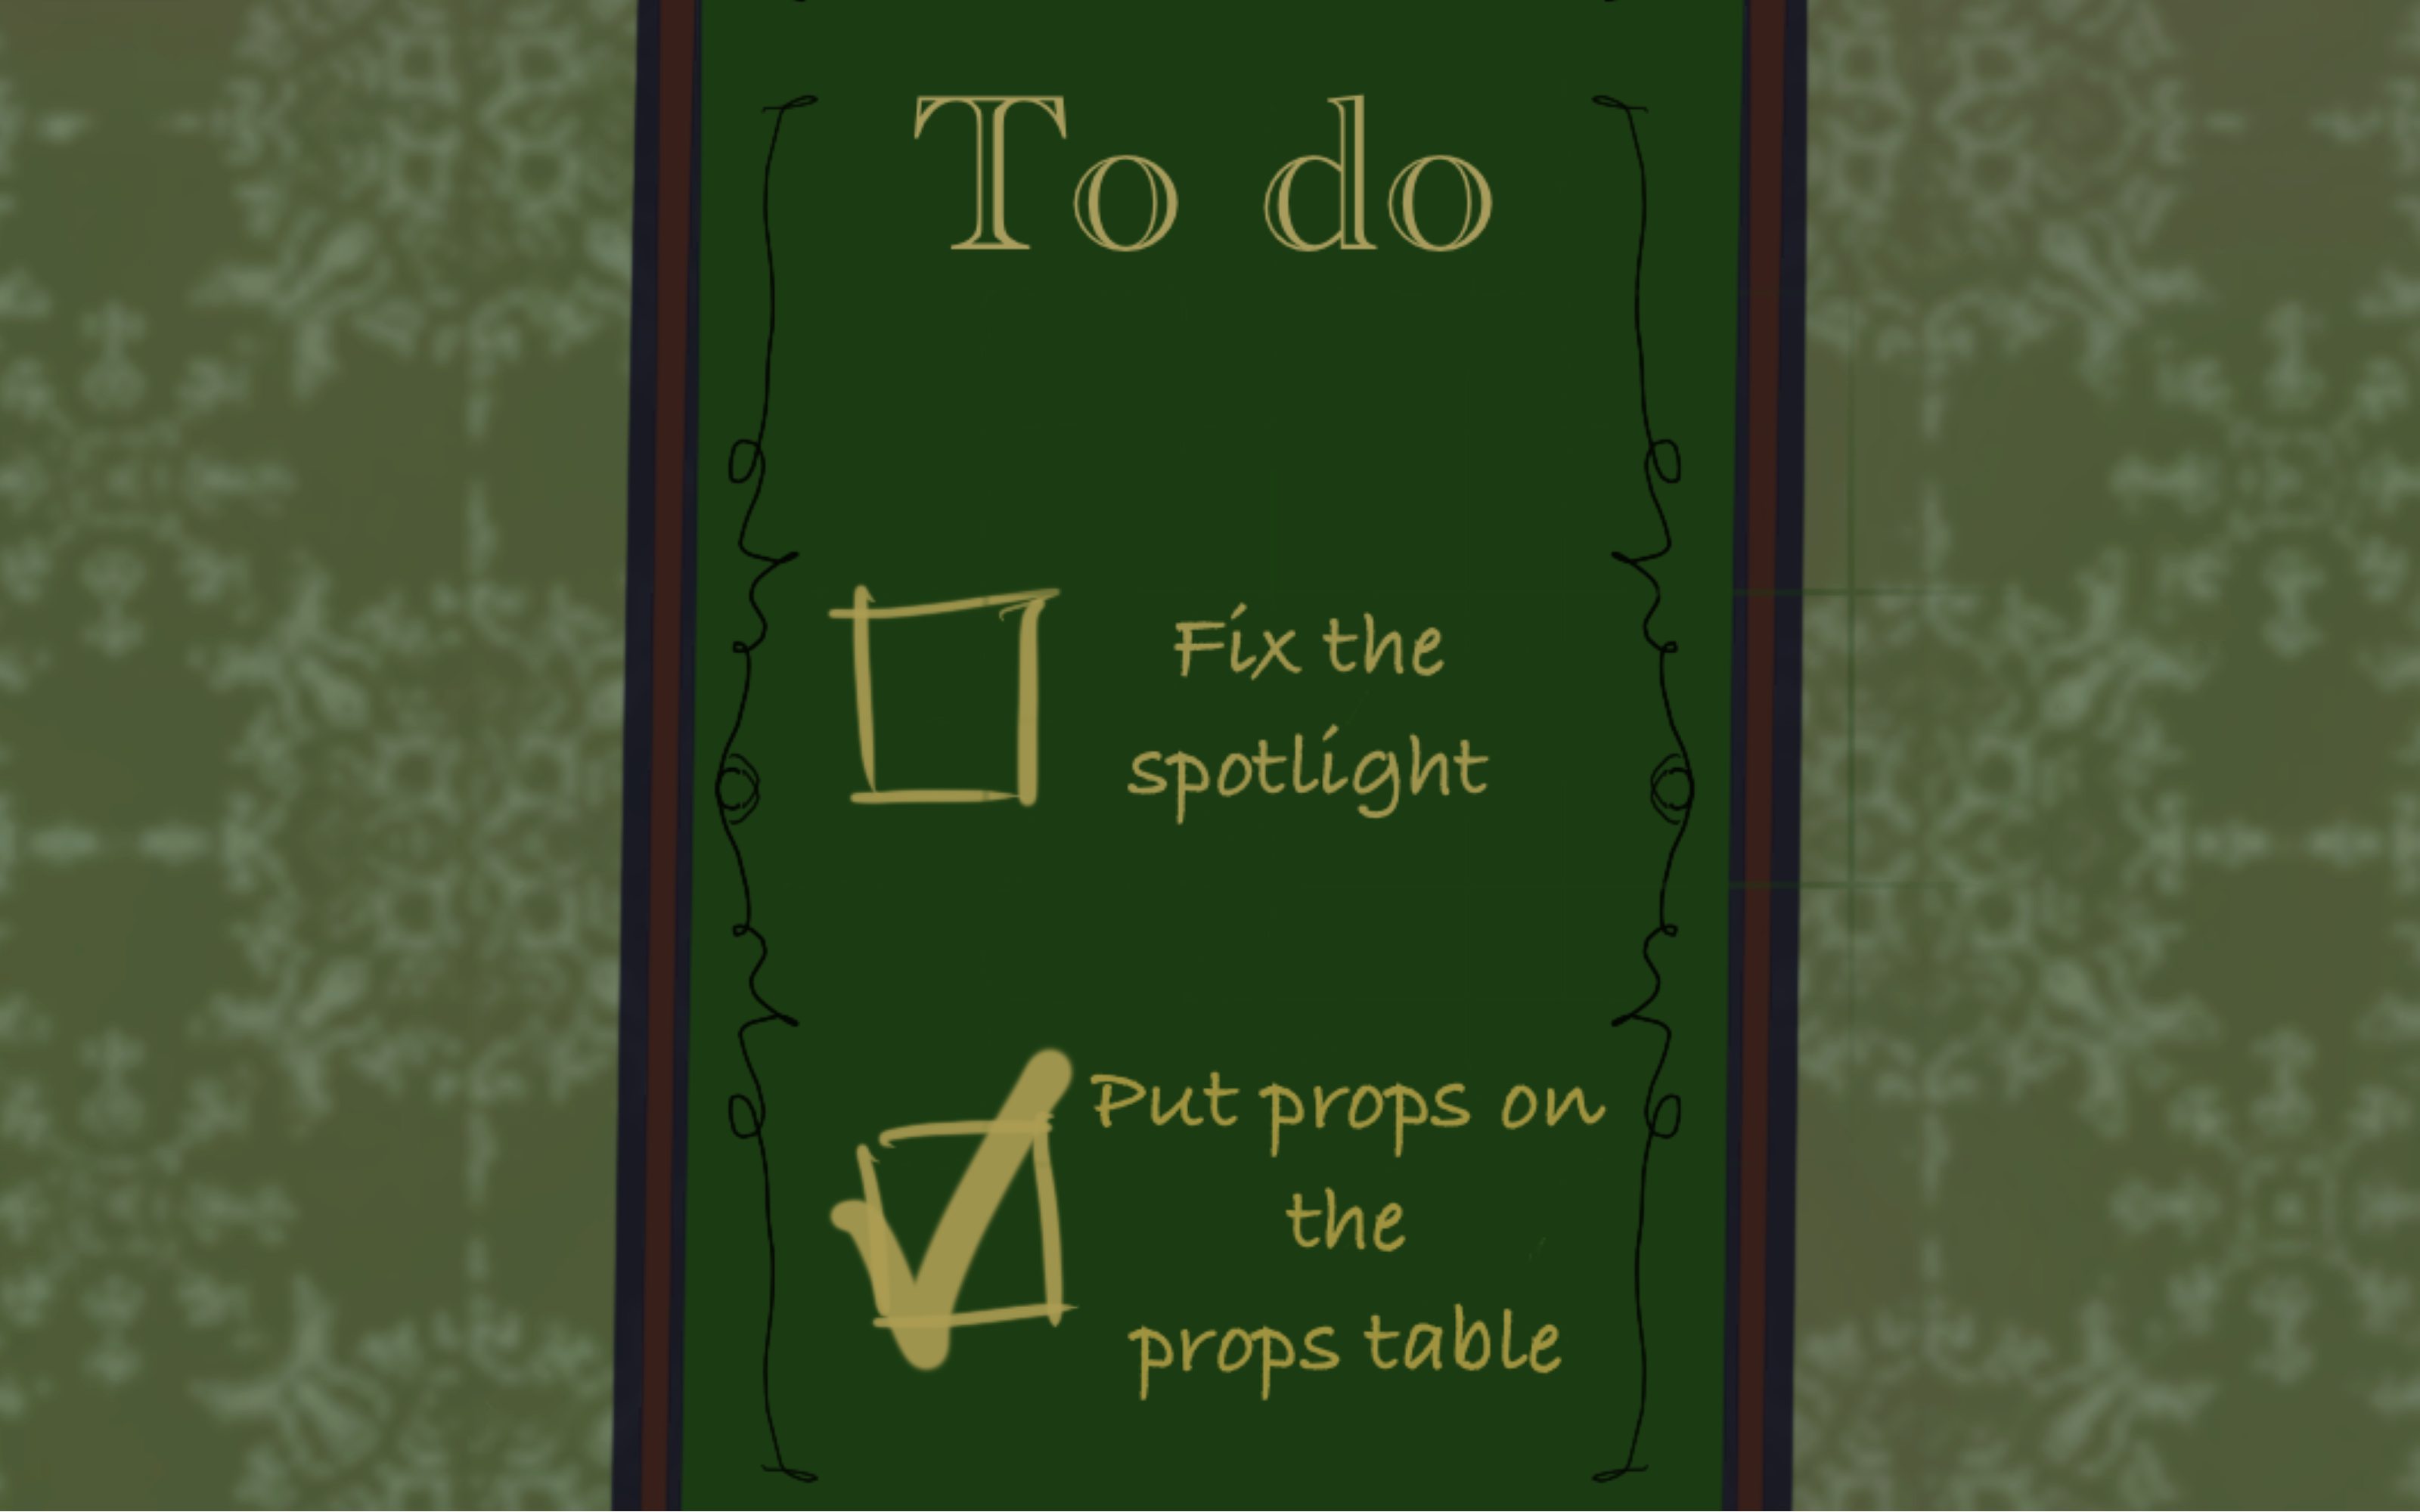 To do
Fix the
spotlight
Put props on
the
props table